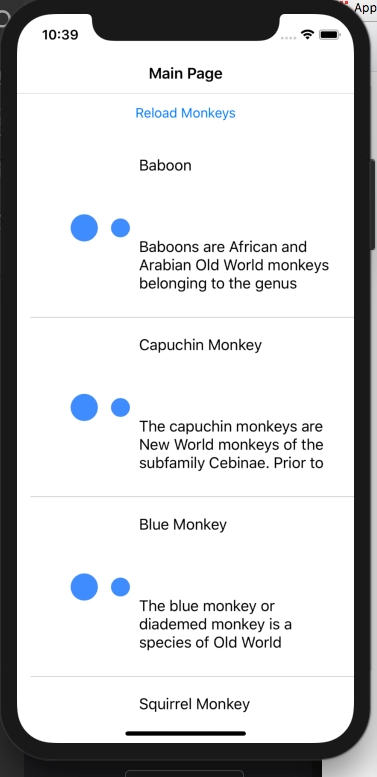 App
10:39
Main Page
Reload Monkeys
Baboon
Baboons are African and
Arabian Old World monkeys
belonging to the genus
Capuchin Monkey
The capuchin monkeys are
New World monkeys of the
subfamily Cebinae. Prior to
Blue Monkey
The blue monkey or
diademed monkey is a
species of Old World
Squirrel Monkey